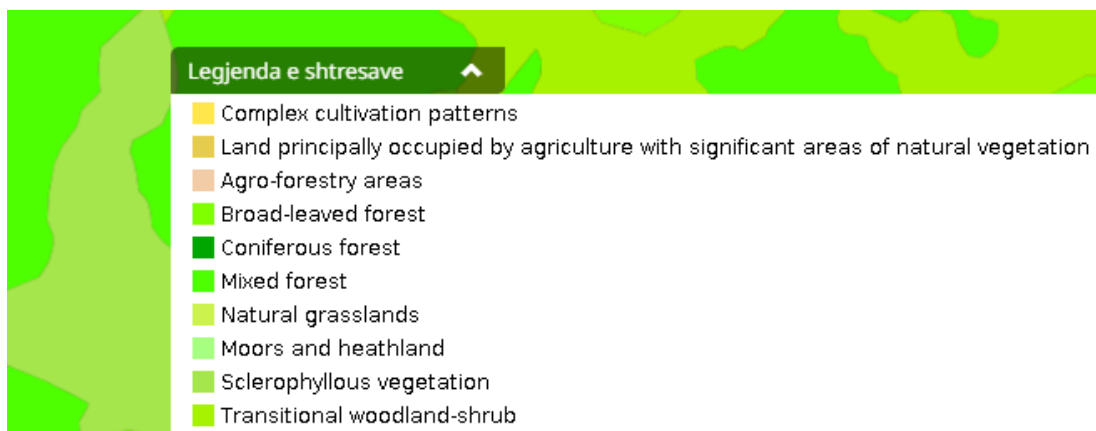 Legjenda e shtresave
Complex cultivation patterns
Land principally occupied by agriculture with significant areas of natural vegetation
Agro-forestry areas
Broad-leaved forest
Coniferous forest
Mixed forest
Natural grasslands
Moors and heathland
Sclerophyllous vegetation
Transitional woodland-shrub